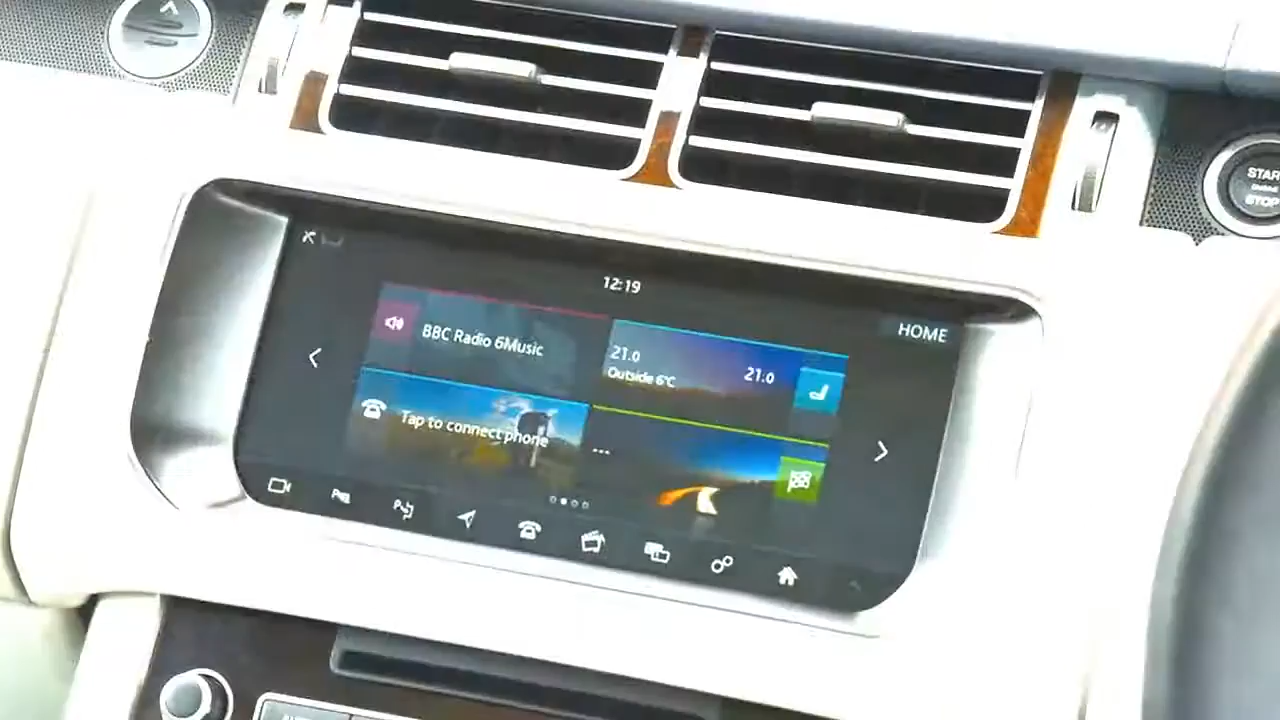 START
STOP
12:19
HOME
BBC Radio 6Music
21.0
21.0
Outside 6°C
Tap to connect phone
...